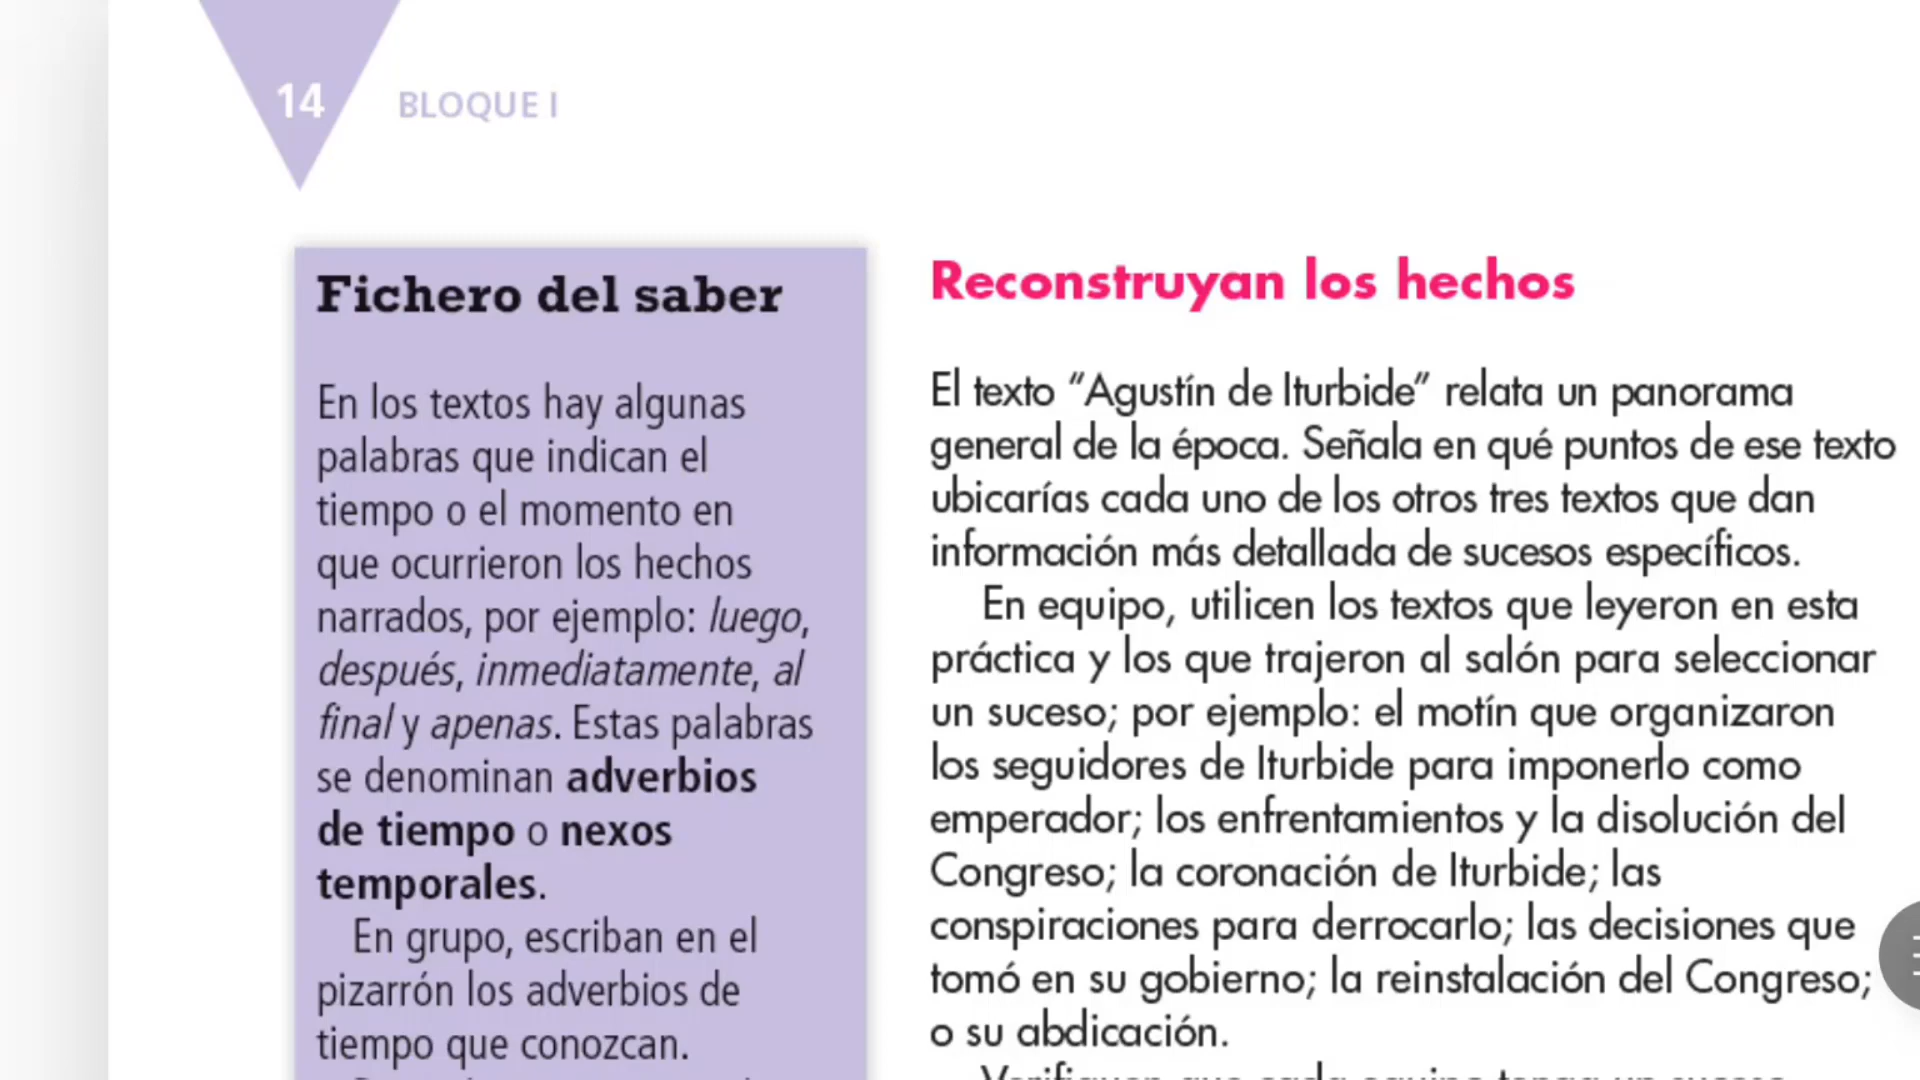 14
BLOQUE I
Fichero del saber
En los textos hay algunas
palabras que indican el
tiempo o el momento en
que ocurrieron los hechos
narrados, por ejemplo: luego,
después, inmediatamente, al
final y apenas. Estas palabras
se denominan adverbios
de tiempo o nexos
temporales.
En grupo, escriban en el
pizarrón los adverbios de
tiempo que conozcan.
Reconstruyan los hechos
El texto “Agustín de Iturbide” relata un panorama
general de la época. Señala en qué puntos de ese texto
ubicarías cada uno de los otros tres textos que dan
información más detallada de sucesos específicos.
En equipo, utilicen los textos que leyeron en esta
práctica y los que trajeron al salón para seleccionar
un suceso; por ejemplo: el motín que organizaron
los seguidores de Iturbide para imponerlo como
emperador; los enfrentamientos y la disolución del
Congreso; la coronación de Iturbide; las
conspiraciones para derrocarlo; las decisiones que
tomó en su gobierno; la reinstalación del Congreso;
o su abdicación.
Verifiquen que cada equipo tenga un suceso